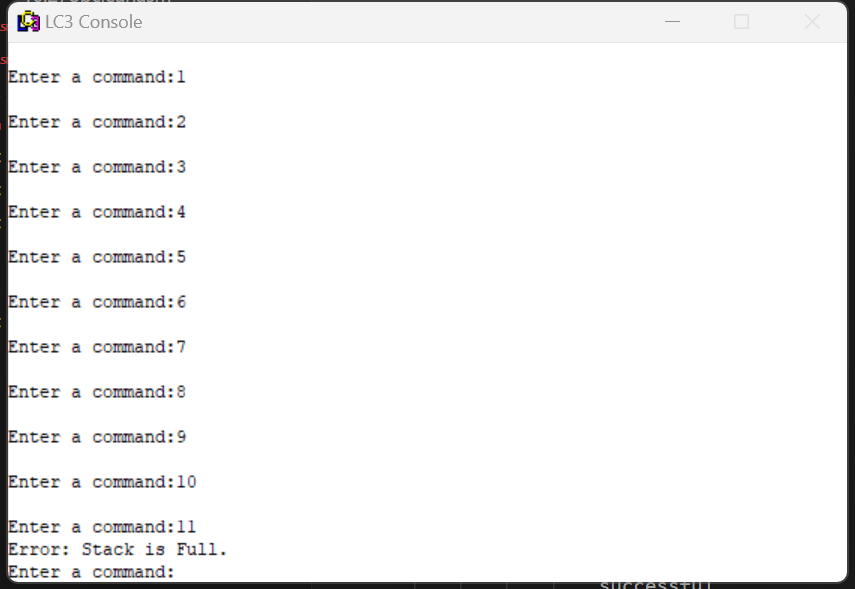 LC3 Console
Enter a command:1
Enter a command:2
Enter a command:3
Enter a command:4
Enter a command:5
Enter a command:6
Enter a command:7
Enter a command:8
Enter a command:9
Enter a command:10
Enter a command:11
Error: Stack is Full.
Enter a command: